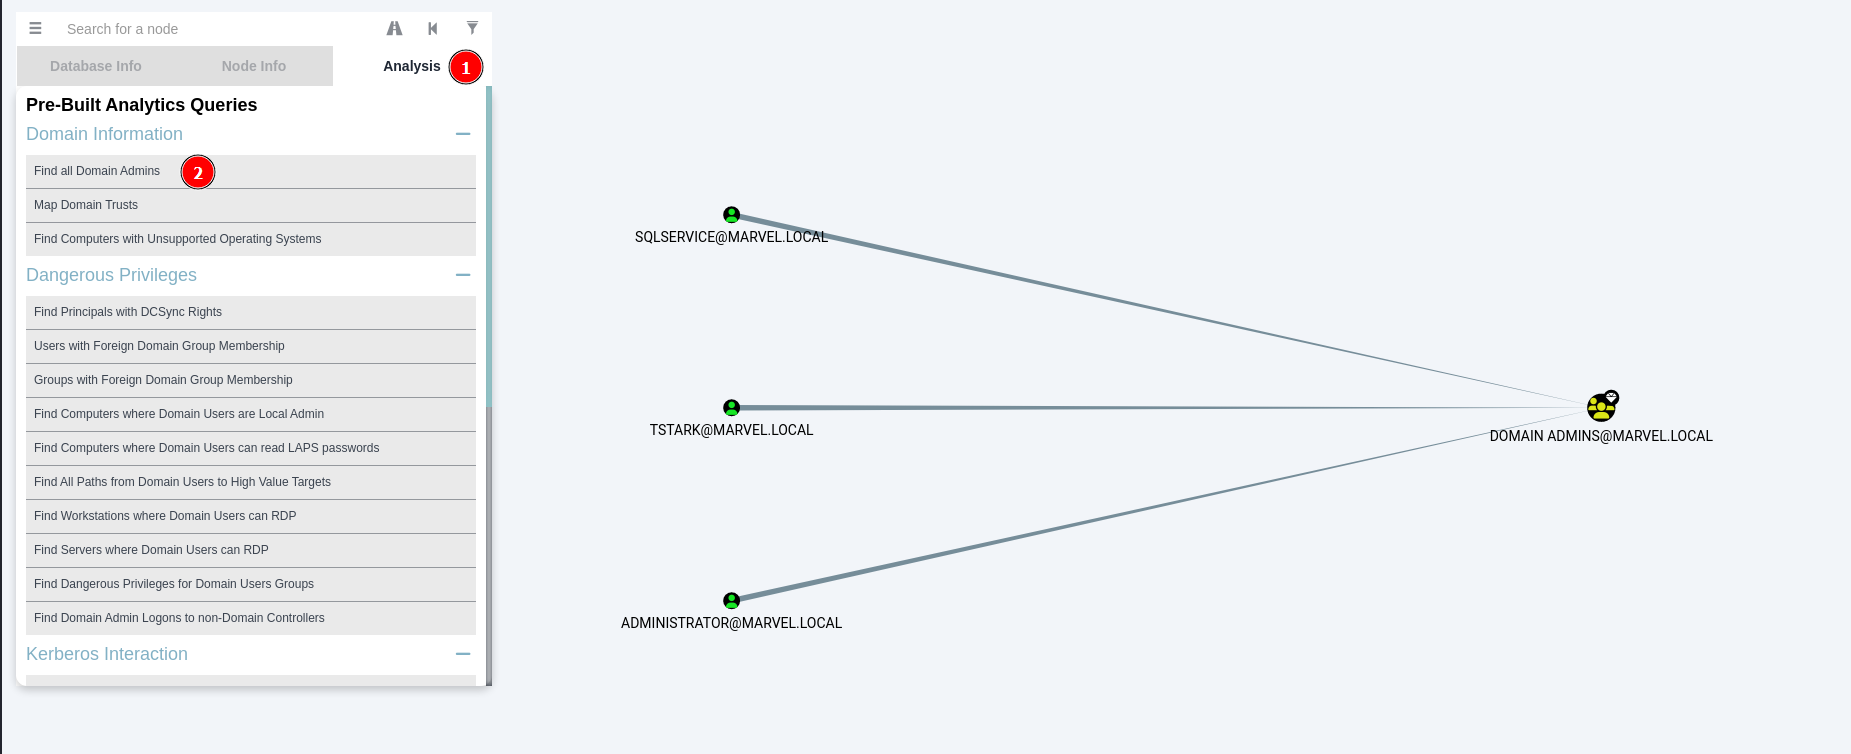 Search for a node
Database Info
Node Info
Analysis
1
Pre-Built Analytics Queries
Domain Information
Find all Domain Admins
2
Map Domain Trusts
Find Computers with Unsupported Operating Systems
Dangerous Privileges
Find Principals with DCSync Rights
Users with Foreign Domain Group Membership
Groups with Foreign Domain Group Membership
Find Computers where Domain Users are Local Admin
Find Computers where Domain Users can read LAPS passwords
Find All Paths from Domain Users to High Value Targets
Find Workstations where Domain Users can RDP
Find Servers where Domain Users can RDP
Find Dangerous Privileges for Domain Users Groups
Find Domain Admin Logons to non-Domain Controllers
Kerberos Interaction
SQLSERVICE@MARVEL.LOCAL
TSTARK@MARVEL.LOCAL
DOMAIN ADMINS@MARVEL.LOCAL
ADMINISTRATOR@MARVEL.LOCAL